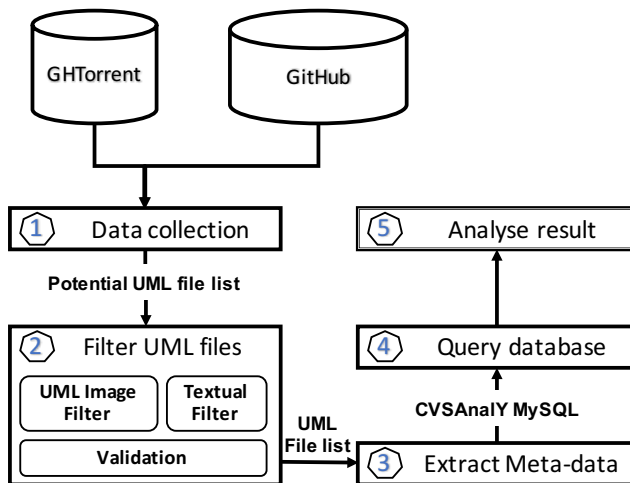 GHTorrent
GitHub
1 Data collection
Potential UML file list
2 Filter UML files
UML Image
Filter
Textual
Filter
Validation
UML
File list
3 Extract Meta-data
CVSAnalY MySQL
4 Query database
5 Analyse result